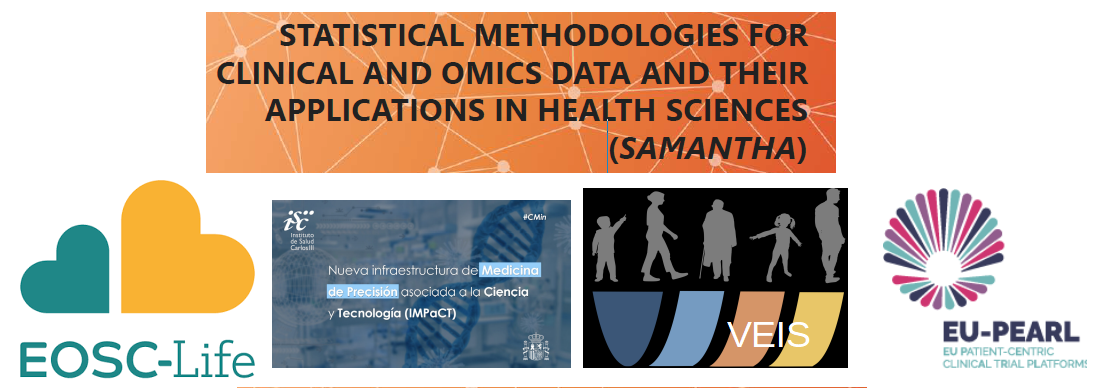 STATISTICAL METHODOLOGIES FOR
CLINICAL AND OMICS DATA AND THEIR
APPLICATIONS IN HEALTH SCIENCES
(SAMANTHA)
EOSC-Life
isc
Instituto
de Salud
Carlos III
#CMin
Nueva infraestructura de Medicina
de Precisión asociada a la Ciencia
y Tecnología (IMPaCT)
VEIS
EU-PEARL
EU PATIENT-CENTRIC
CLINICAL TRIAL PLATFORMS